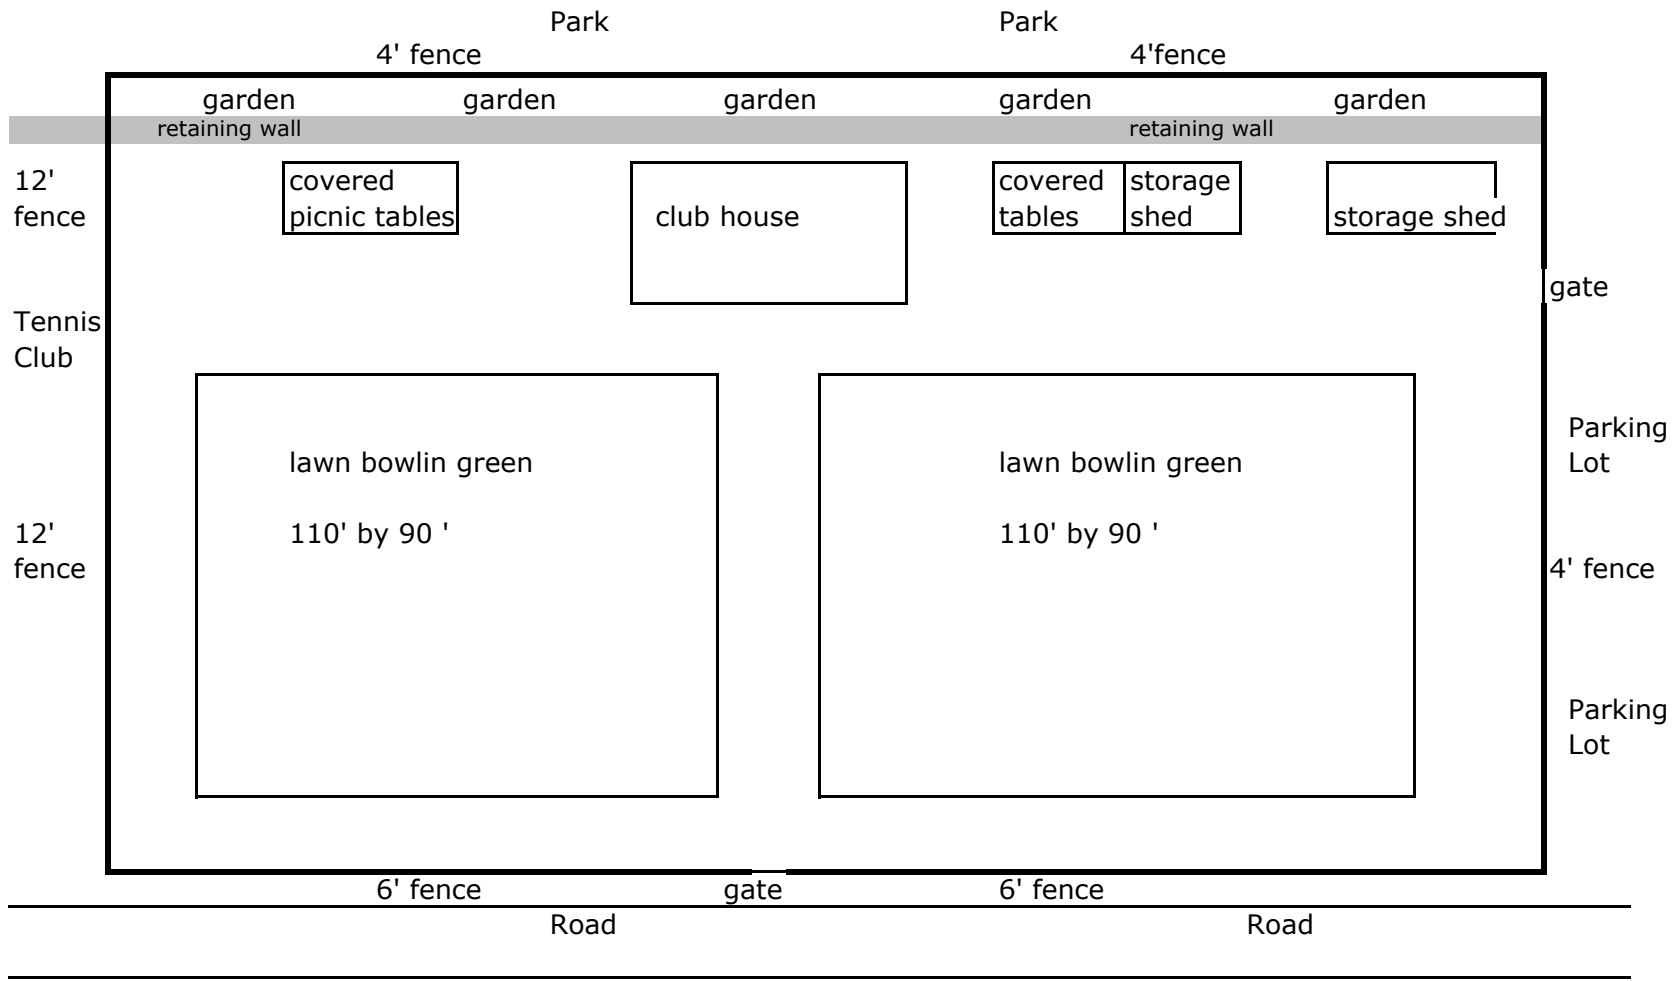 Park Park
4' fence 4'fence
garden garden garden garden garden
retaining wall retaining wall
12' covered covered storage
fence picnic tables club house tables shed storage shed
gate
Tennis
Club
Parking
lawn bowlin green lawn bowlin green Lot
12' 110' by 90 ' 110' by 90 '
fence 4' fence
Parking
Lot
6' fence gate 6' fence
Road Road